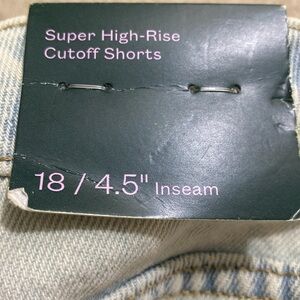 Super High-Rise
Cutoff Shorts
18 / 4.5" Inseam